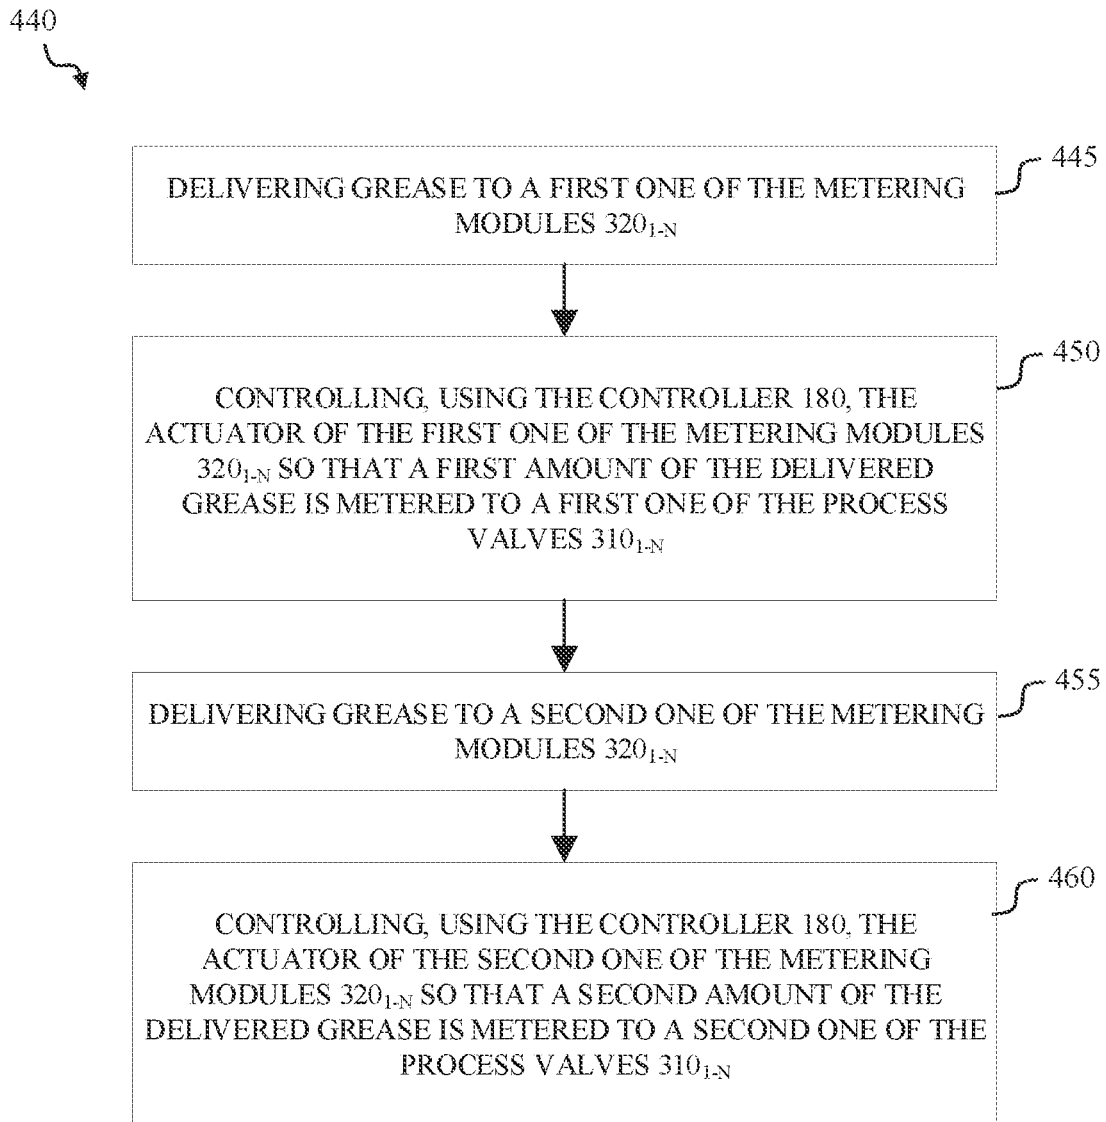 440
445
DELIVERING GREASE TO A FIRST ONE OF THE METERING
MODULES 320₁₋N
450
CONTROLLING, USING THE CONTROLLER 180, THE
ACTUATOR OF THE FIRST ONE OF THE METERING MODULES
320₁₋N SO THAT A FIRST AMOUNT OF THE DELIVERED
GREASE IS METERED TO A FIRST ONE OF THE PROCESS
VALVES 310₁₋N
455
DELIVERING GREASE TO A SECOND ONE OF THE METERING
MODULES 320₁₋N
460
CONTROLLING, USING THE CONTROLLER 180, THE
ACTUATOR OF THE SECOND ONE OF THE METERING
MODULES 320₁₋N SO THAT A SECOND AMOUNT OF THE
DELIVERED GREASE IS METERED TO A SECOND ONE OF THE
PROCESS VALVES 310₁₋N